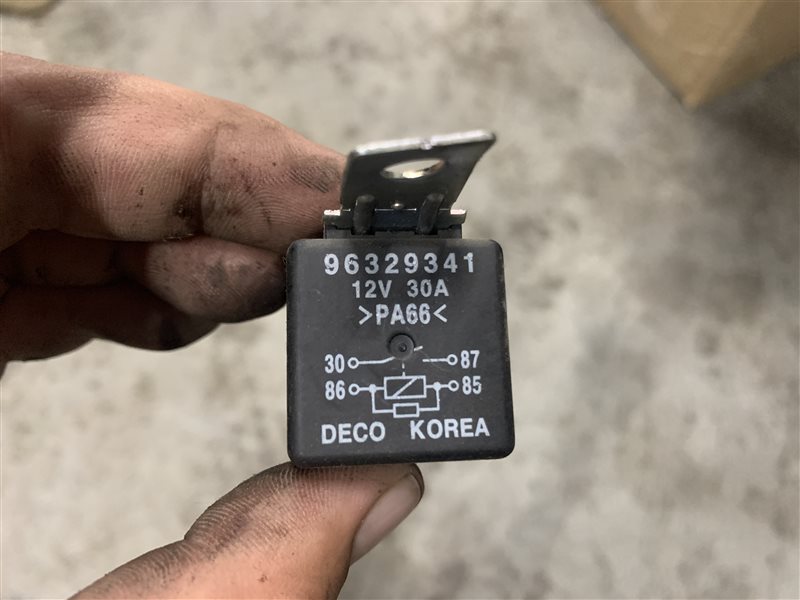 96329341
12V 30A
>PA66<
30 87
86 85
DECO KOREA